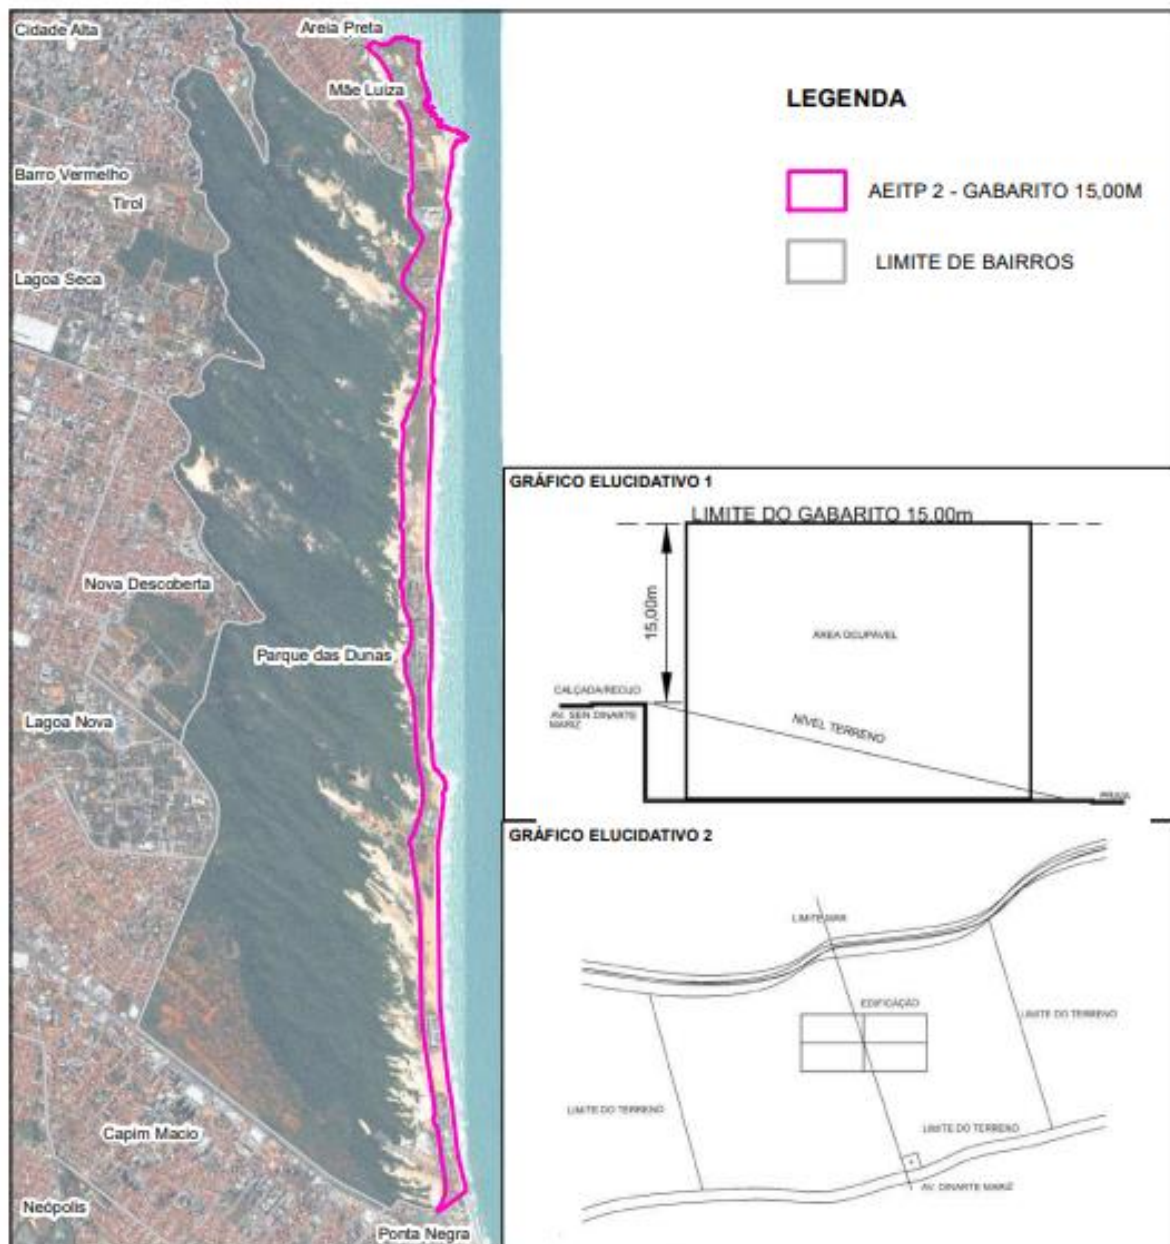 Cidade Alta
Areia Preta
Mãe Luiza
Barro Vermelho
Tirol
Lagoa Seca
Nova Descoberta
Parque das Dunas
Lagoa Nova
Capim Macio
Neópolis
Ponta Negra
LEGENDA
AEITP 2 - GABARITO 15,00M
LIMITE DE BAIRROS
GRÁFICO ELUCIDATIVO 1
LIMITE DO GABARITO 15,00m
15,00m
ÁREA OCUPÁVEL
CALÇADA/RECUO
AV. SEN DINARTE
MARIZ
NÍVEL TERRENO
PRAIA
GRÁFICO ELUCIDATIVO 2
LIMITE MAR
EDIFICAÇÃO
LIMITE DO TERRENO
LIMITE DO TERRENO
LIMITE DO TERRENO
AV. DINARTE MARIZ